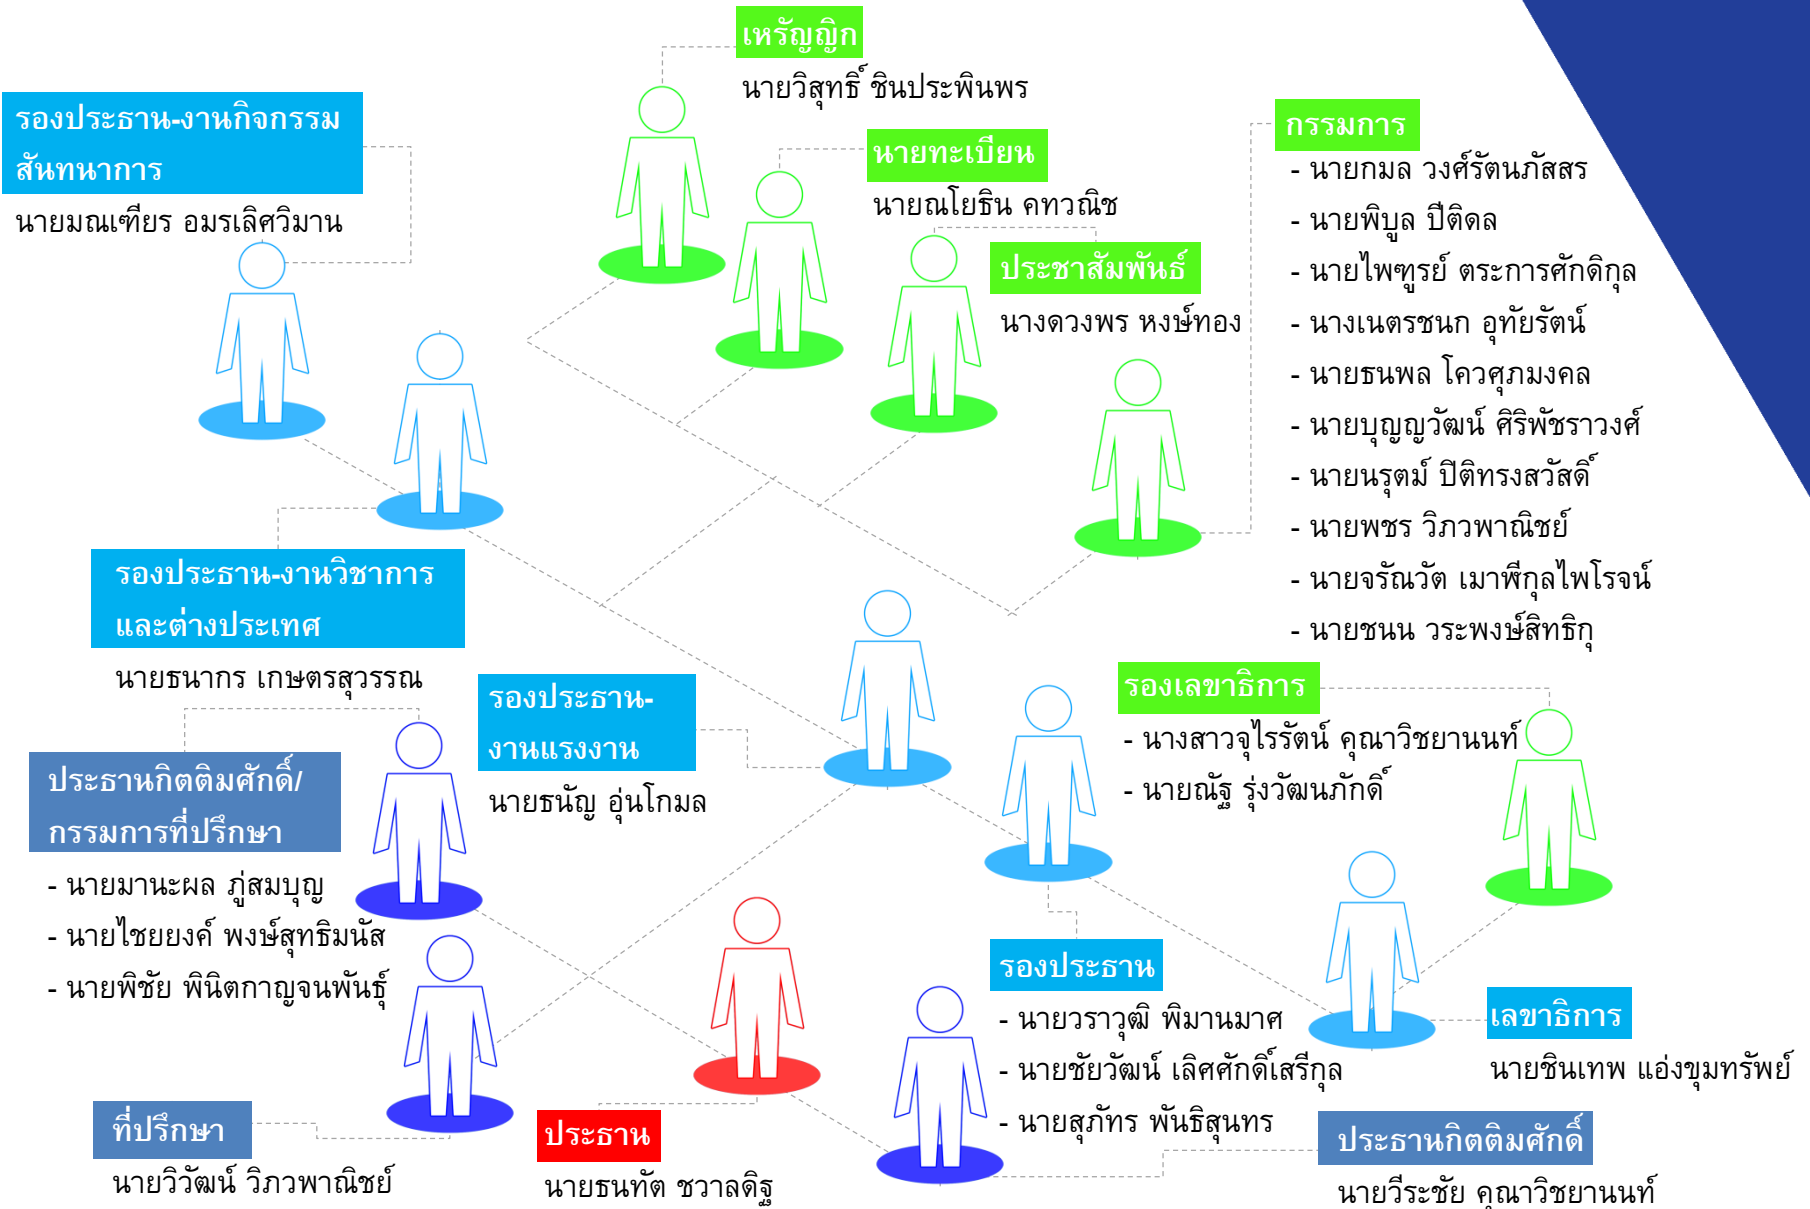 เหรัญญิก
นายวิสุทธิ์ ชินประพินพร
รองประธาน-งานกิจกรรม
สันทนาการ
นายมณเฑียร อมรเลิศวิมาน
นายทะเบียน
นายณโยธิน คทวณิช
ประชาสัมพันธ์
นางดวงพร หงษ์ทอง
กรรมการ
- นายกมล วงศ์รัตนภัสสร
- นายพิบูล ปีติดล
- นายไพฑูรย์ ตระการศักดิกุล
- นางเนตรชนก อุทัยรัตน์
- นายธนพล โควศุภมงคล
- นายบุญญวัฒน์ ศิริพัชราวงศ์
- นายนรุตม์ ปิติทรงสวัสดิ์
- นายพชร วิภวพาณิชย์
- นายจรัณวัต เมาฬีกุลไพโรจน์
- นายชนน วระพงษ์สิทธิกุ
รองประธาน-งานวิชาการ
และต่างประเทศ
นายธนากร เกษตรสุวรรณ
รองประธาน-
งานแรงงาน
นายธนัญ อุ่นโกมล
รองเลขาธิการ
- นางสาวจุไรรัตน์ คุณาวิชยานนท์
- นายณัฐ รุ่งวัฒนภักดิ์
ประธานกิตติมศักดิ์/
กรรมการที่ปรึกษา
- นายมานะผล ภู่สมบุญ
- นายไชยยงค์ พงษ์สุทธิมนัส
- นายพิชัย พินิตกาญจนพันธุ์
รองประธาน
- นายวราวุฒิ พิมานมาศ
- นายชัยวัฒน์ เลิศศักดิ์เสรีกุล
- นายสุภัทร พันธิสุนทร
เลขาธิการ
นายชินเทพ แอ่งขุมทรัพย์
ที่ปรึกษา
นายวิวัฒน์ วิภวพาณิชย์
ประธาน
นายธนทัต ชวาลดิฐ
ประธานกิตติมศักดิ์
นายวีระชัย คุณาวิชยานนท์